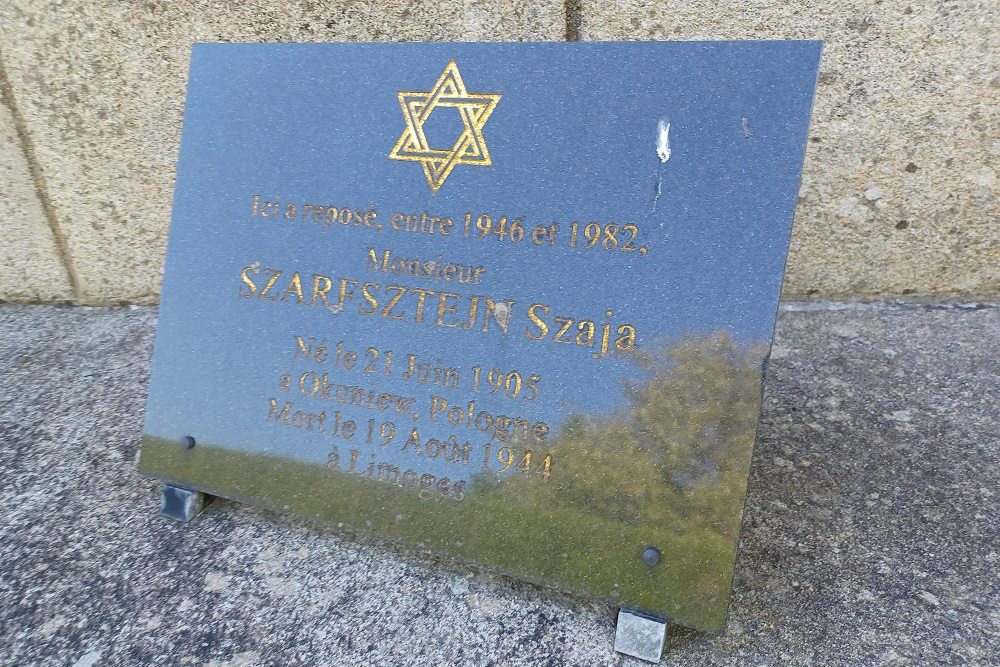 Ici a reposé, entre 1946 et 1982,
Monsieur
SZARFSZTEJN Szaja
Né le 21 Juin 1905
à Okuniew, Pologne
Mort le 19 Août 1944
à Limoges